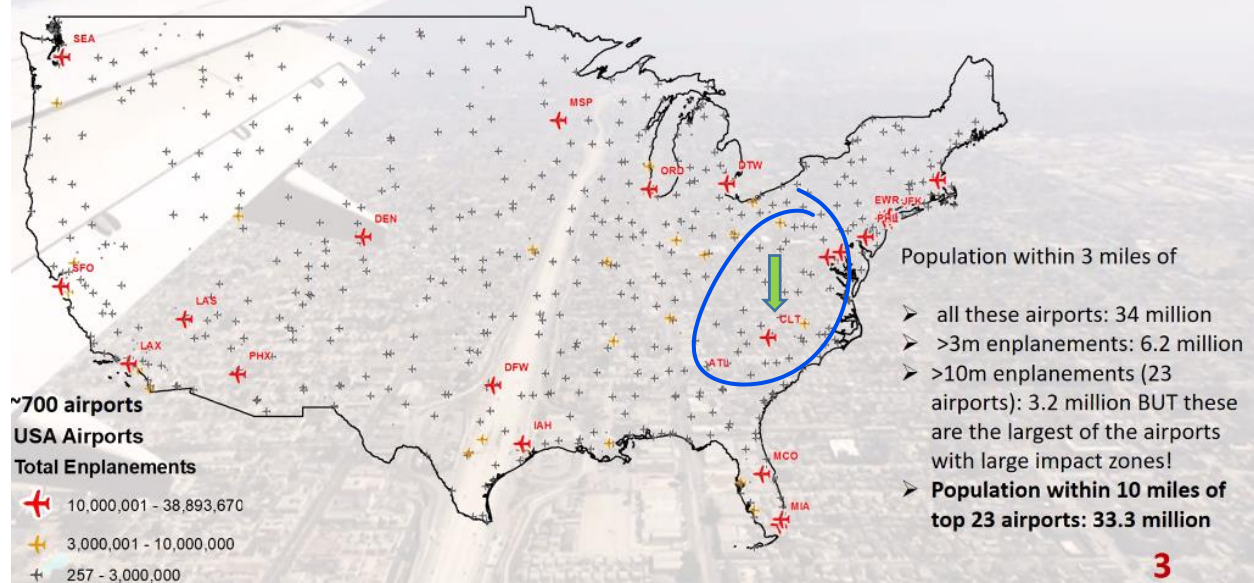 SEA
MSP
ORD
DTW
EWR
JFK
PHL
DEN
SFO
LAS
CLT
LAX
PHX
ATL
DFW
IAH
MCO
MIA
~700 airports
USA Airports
Total Enplanements
10,000,001 - 38,893,670
3,000,001 - 10,000,000
257 - 3,000,000
Population within 3 miles of
➢ all these airports: 34 million
➢ >3m enplanements: 6.2 million
➢ >10m enplanements (23
airports): 3.2 million BUT these
are the largest of the airports
with large impact zones!
➢ Population within 10 miles of
top 23 airports: 33.3 million
3